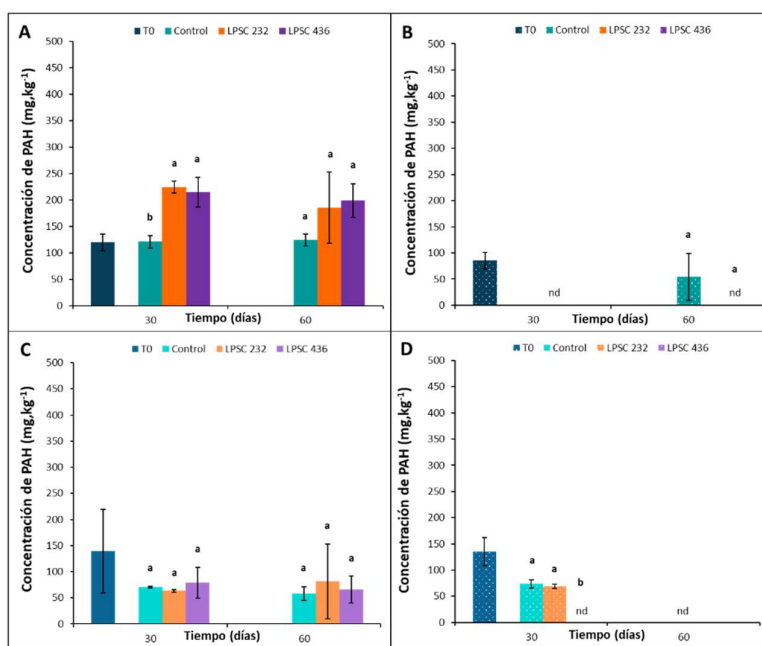 A
T0 Control LPSC 232 LPSC 436
Concentración de PAH (mg,kg-1)
500
450
400
350
300
250
200
150
100
50
0
b a a
a a a
30 60
Tiempo (días)
B
T0 Control LPSC 232 LPSC 436
Concentración de PAH (mg,kg-1)
500
450
400
350
300
250
200
150
100
50
0
nd
a a
nd
30 60
Tiempo (días)
C
T0 Control LPSC 232 LPSC 436
Concentración de PAH (mg,kg-1)
500
450
400
350
300
250
200
150
100
50
0
a a a
a a a
30 60
Tiempo (días)
D
T0 Control LPSC 232 LPSC 436
Concentración de PAH (mg,kg-1)
500
450
400
350
300
250
200
150
100
50
0
a a b
nd nd
30 60
Tiempo (días)